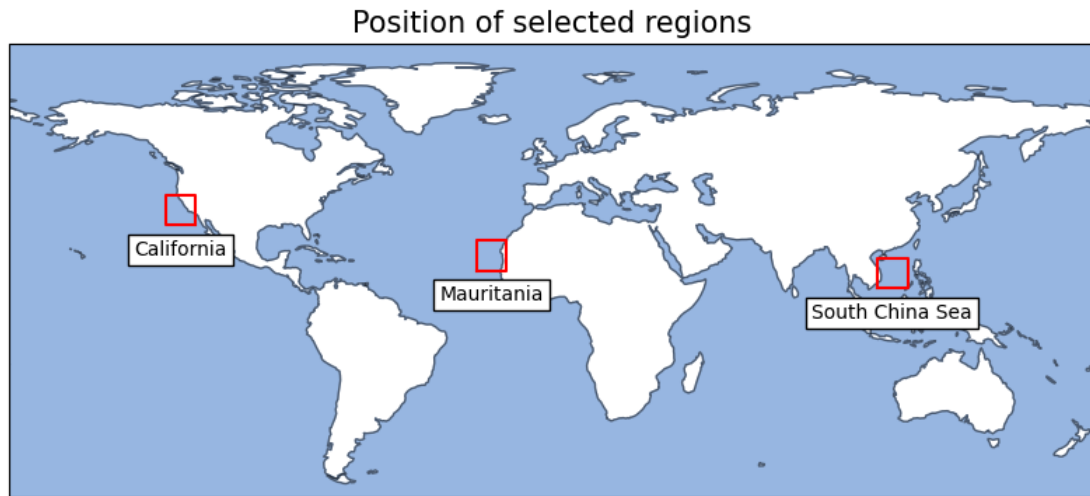 Position of selected regions
California
Mauritania
South China Sea